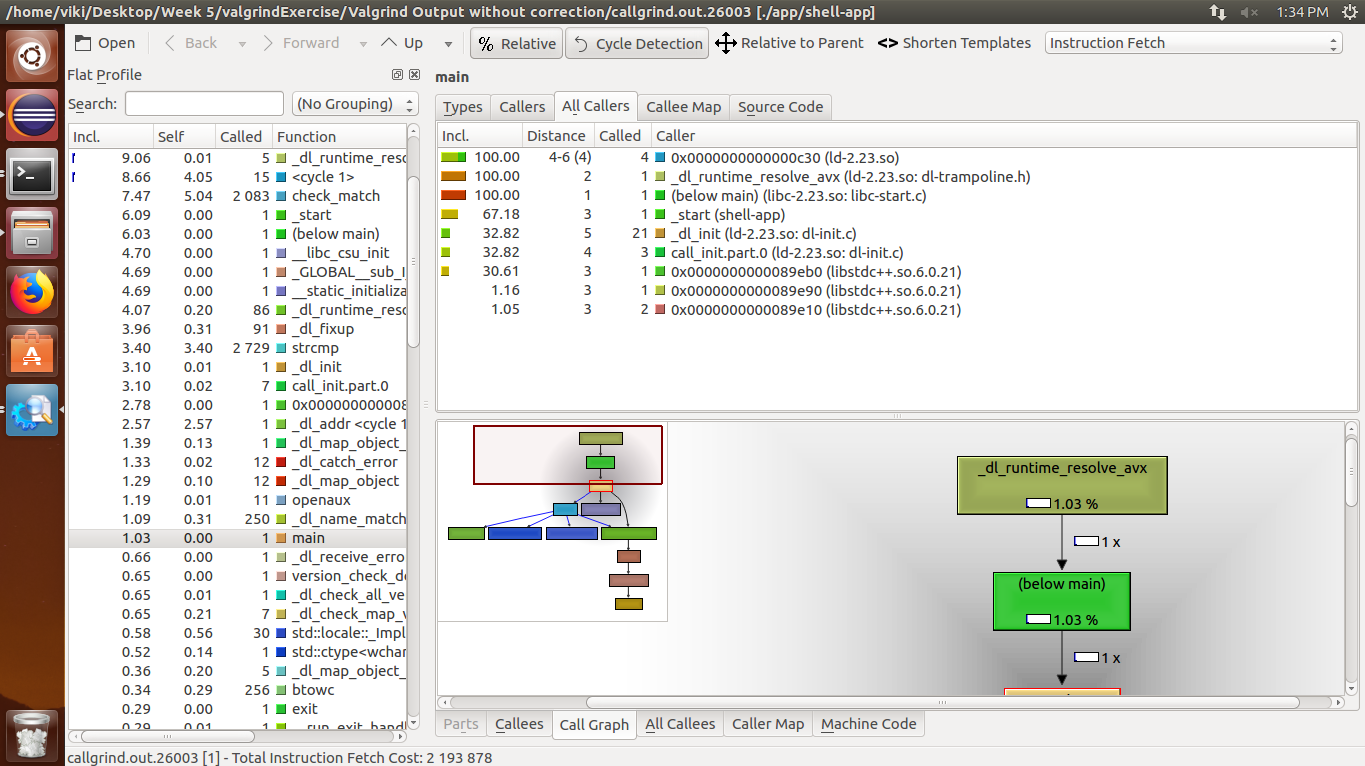 /home/viki/Desktop/Week 5/valgrindExercise/Valgrind Output without correction/callgrind.out.26003 [./app/shell-app]
1:34 PM
Open Back Forward Up % Relative Cycle Detection Relative to Parent <> Shorten Templates Instruction Fetch
Flat Profile
Search: (No Grouping)
Incl. Self Called Function
9.06 0.01 5 _dl_runtime_resc
8.66 4.05 15 <cycle 1>
7.47 5.04 2 083 check_match
6.09 0.00 1 _start
6.03 0.00 1 (below main)
4.70 0.00 1 __libc_csu_init
4.69 0.00 1 _GLOBAL__sub_I
4.69 0.00 1 __static_initializa
4.07 0.20 86 _dl_runtime_resc
3.96 0.31 91 _dl_fixup
3.40 3.40 2 729 strcmp
3.10 0.01 1 _dl_init
3.10 0.02 7 call_init.part.0
2.78 0.00 1 0x000000000008
2.57 2.57 1 _dl_addr <cycle 1
1.39 0.13 1 _dl_map_object_
1.33 0.02 12 _dl_catch_error
1.29 0.10 12 _dl_map_object
1.19 0.01 11 openaux
1.09 0.31 250 _dl_name_match
1.03 0.00 1 main
0.66 0.00 1 _dl_receive_erro
0.65 0.00 1 version_check_do
0.65 0.01 1 _dl_check_all_ve
0.65 0.21 7 _dl_check_map_v
0.58 0.56 30 std::locale::_Impl
0.52 0.14 1 std::ctype<wchar
0.36 0.20 5 _dl_map_object_
0.34 0.29 256 btowc
0.29 0.00 1 exit
0.29 0.01 1 __run_exit_handl
main
Types Callers All Callers Callee Map Source Code
Incl. Distance Called Caller
100.00 4-6 (4) 4 0x0000000000000c30 (ld-2.23.so)
100.00 2 1 _dl_runtime_resolve_avx (ld-2.23.so: dl-trampoline.h)
100.00 1 1 (below main) (libc-2.23.so: libc-start.c)
67.18 3 1 _start (shell-app)
32.82 5 21 _dl_init (ld-2.23.so: dl-init.c)
32.82 4 3 call_init.part.0 (ld-2.23.so: dl-init.c)
30.61 3 1 0x0000000000089eb0 (libstdc++.so.6.0.21)
1.16 3 1 0x0000000000089e90 (libstdc++.so.6.0.21)
1.05 3 2 0x0000000000089e10 (libstdc++.so.6.0.21)
_dl_runtime_resolve_avx
1.03 %
1 x
(below main)
1.03 %
1 x
Parts Callees Call Graph All Callees Caller Map Machine Code
callgrind.out.26003 [1] - Total Instruction Fetch Cost: 2 193 878